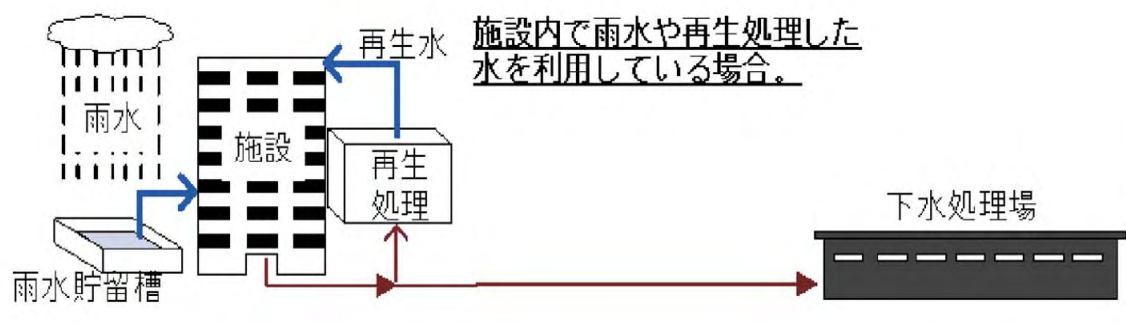 施設内で雨水や再生処理した
水を利用している場合。
再生水
雨水
施設
再生
処理
下水処理場
雨水貯留槽